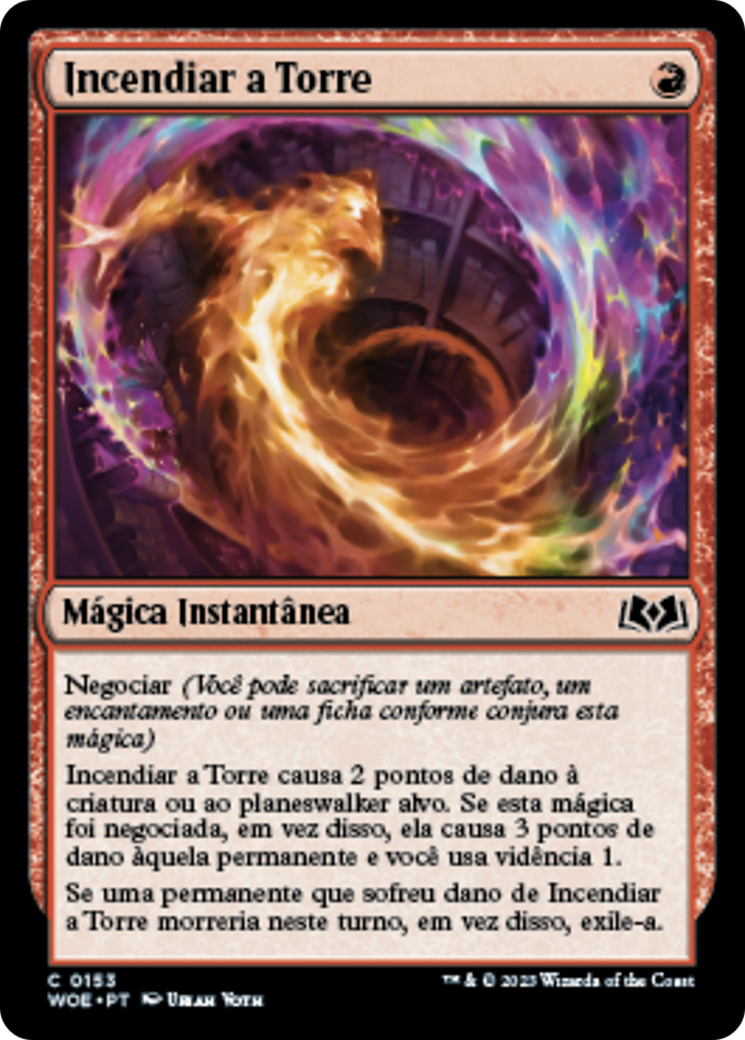 Incendiar a Torre
Mágica Instantânea
Negociar (Você pode sacrificar um artefato, um
encantamento ou uma ficha conforme conjura esta
mágica)
Incendiar a Torre causa 2 pontos de dano à
criatura ou ao planeswalker alvo. Se esta mágica
foi negociada, em vez disso, ela causa 3 pontos de
dano àquela permanente e você usa vidência 1.
Se uma permanente que sofreu dano de Incendiar
a Torre morreria neste turno, em vez disso, exile-a.
C 0153
™ & © 2023 Wizards of the Coast
WOE • PT Uriah Voth